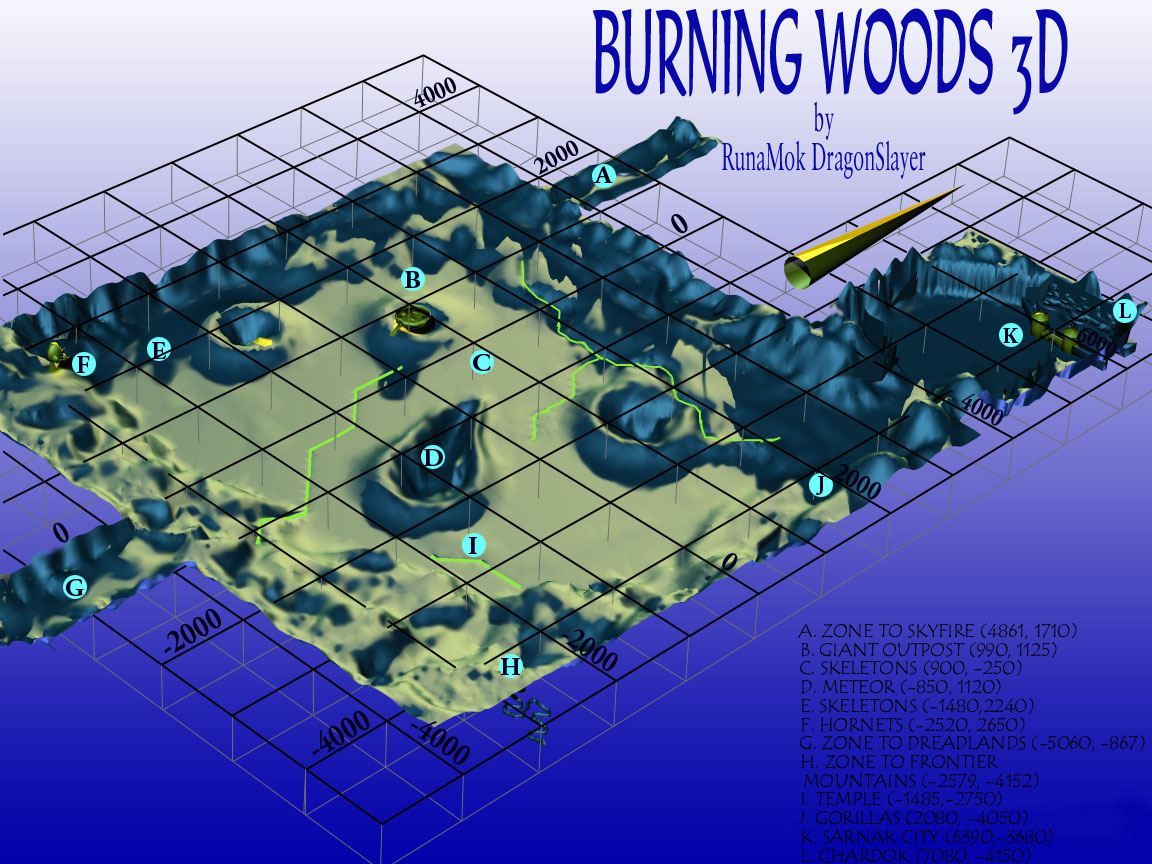 BURNING WOODS 3D
by
RunaMok DragonSlayer
4000
2000
0
A
B
C
D
E
F
G
H
I
J
K
L
6000
4000
2000
0
-2000
-4000
0
-2000
-4000
A. ZONE TO SKYFIRE (4861, 1710)
B. GIANT OUTPOST (990, 1125)
C. SKELETONS (900, -250)
D. METEOR (-850, 1120)
E. SKELETONS (-1480,2240)
F. HORNETS (-2520, 2650)
G. ZONE TO DREADLANDS (-5060, -867)
H. ZONE TO FRONTIER
MOUNTAINS (-2579, -4152)
I. TEMPLE (-1485,-2750)
J. GORILLAS (2080, -4050)
K. SARNAK CITY (6390,-3680)
L. CHARDOK (7080, -4150)